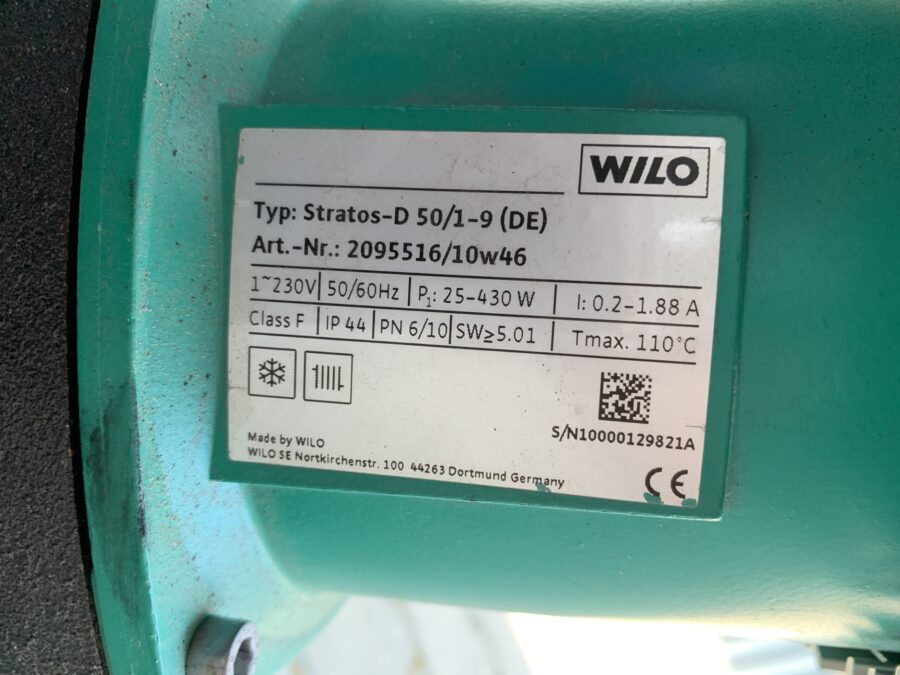 WILO
Typ: Stratos-D 50/1-9 (DE)
Art.-Nr.: 2095516/10w46
1~230V 50/60Hz P1: 25-430 W I: 0.2-1.88 A
Class F IP 44 PN 6/10 SW≥5.01 Tmax. 110°C
S/N10000129821A
Made by WILO
WILO SE Nortkirchenstr. 100 44263 Dortmund Germany
CE